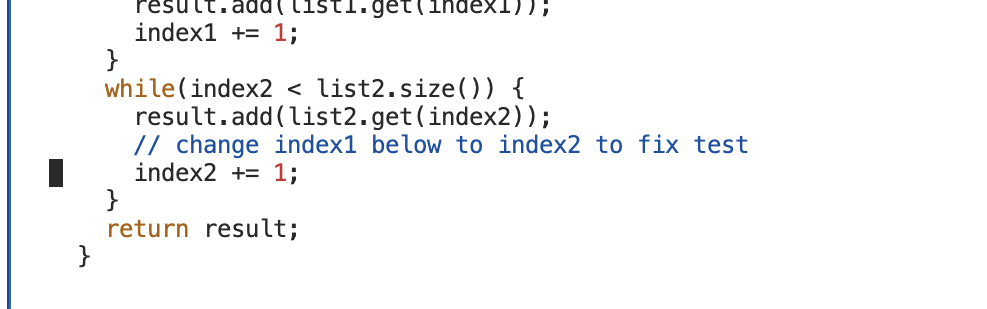 result.add(list1.get(index1));
index1 += 1;
}
while(index2 < list2.size()) {
result.add(list2.get(index2));
// change index1 below to index2 to fix test
index2 += 1;
}
return result;
}